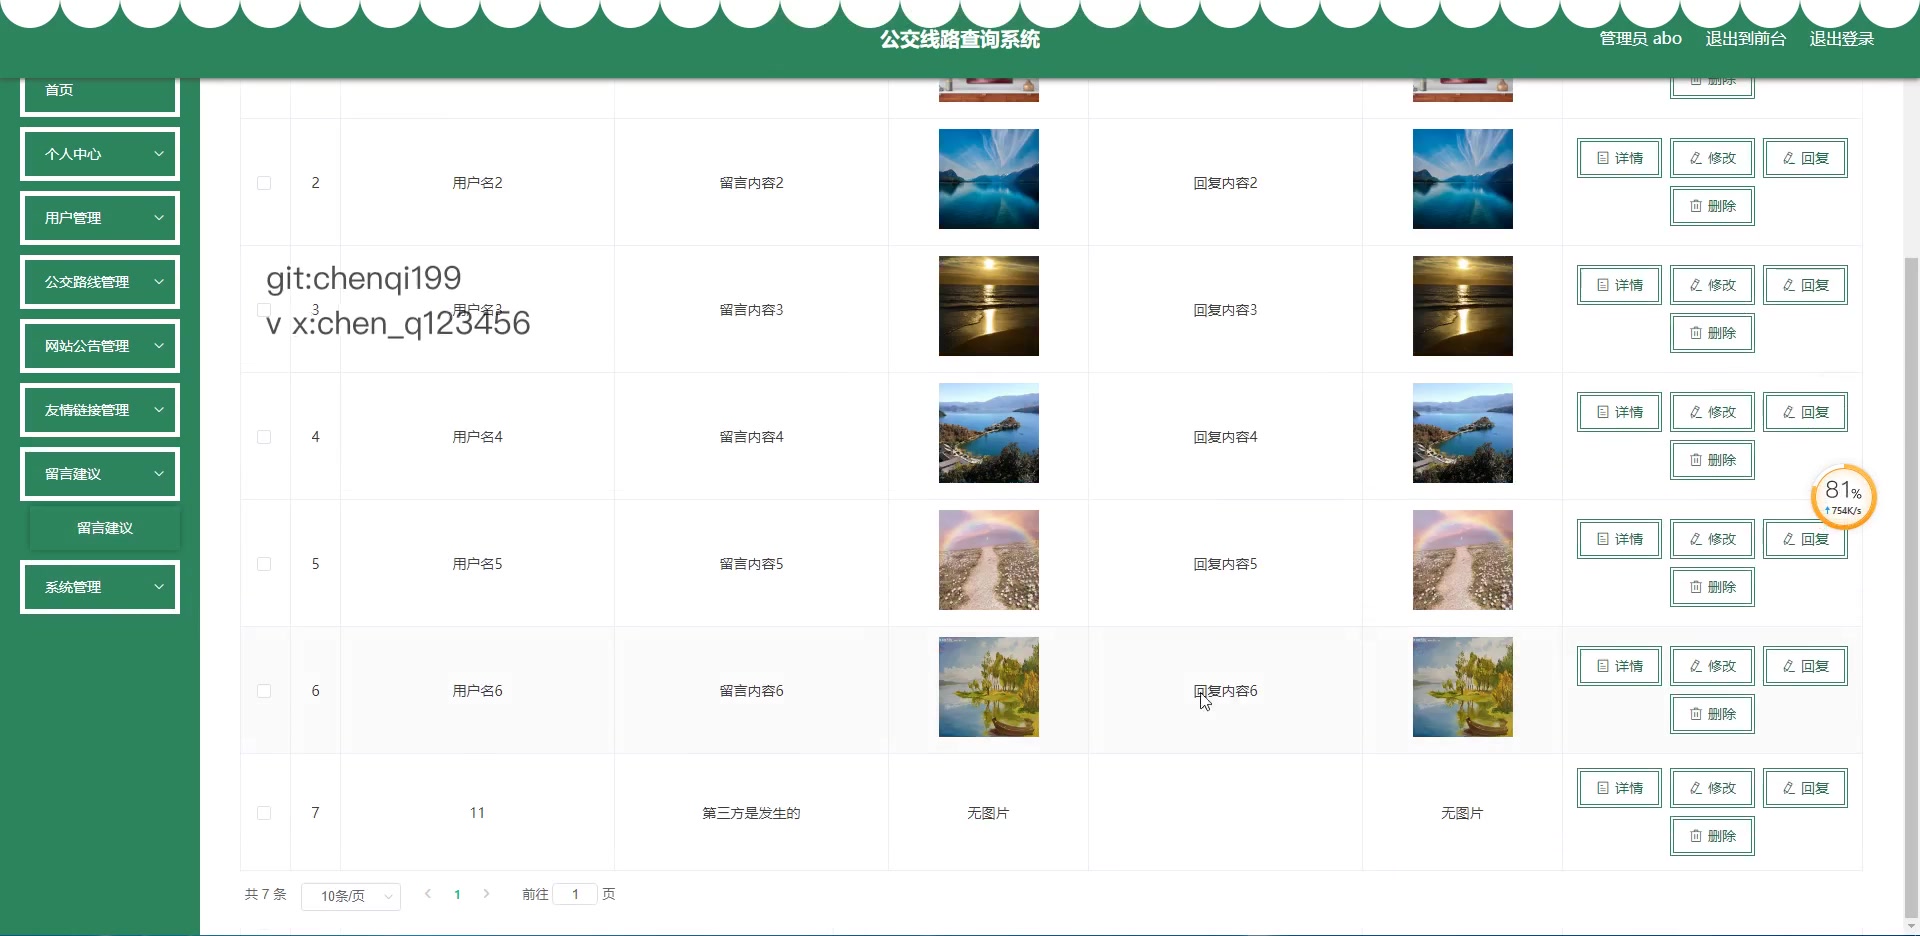 公交线路查询系统
管理员 abo 退出到前台 退出登录
首页
个人中心
用户管理
公交路线管理
网站公告管理
友情链接管理
留言建议
留言建议
系统管理
删除
2 用户名2 留言内容2 回复内容2 详情 修改 回复
删除
git:chenqi199
3 用户名3 留言内容3 回复内容3 详情 修改 回复
v x:chen_q123456
删除
4 用户名4 留言内容4 回复内容4 详情 修改 回复
删除
81%
↑754K/s
5 用户名5 留言内容5 回复内容5 详情 修改 回复
删除
6 用户名6 留言内容6 回复内容6 详情 修改 回复
删除
7 11 第三方是发生的 无图片 无图片 详情 修改 回复
删除
共 7 条 10条/页 1 前往 1 页